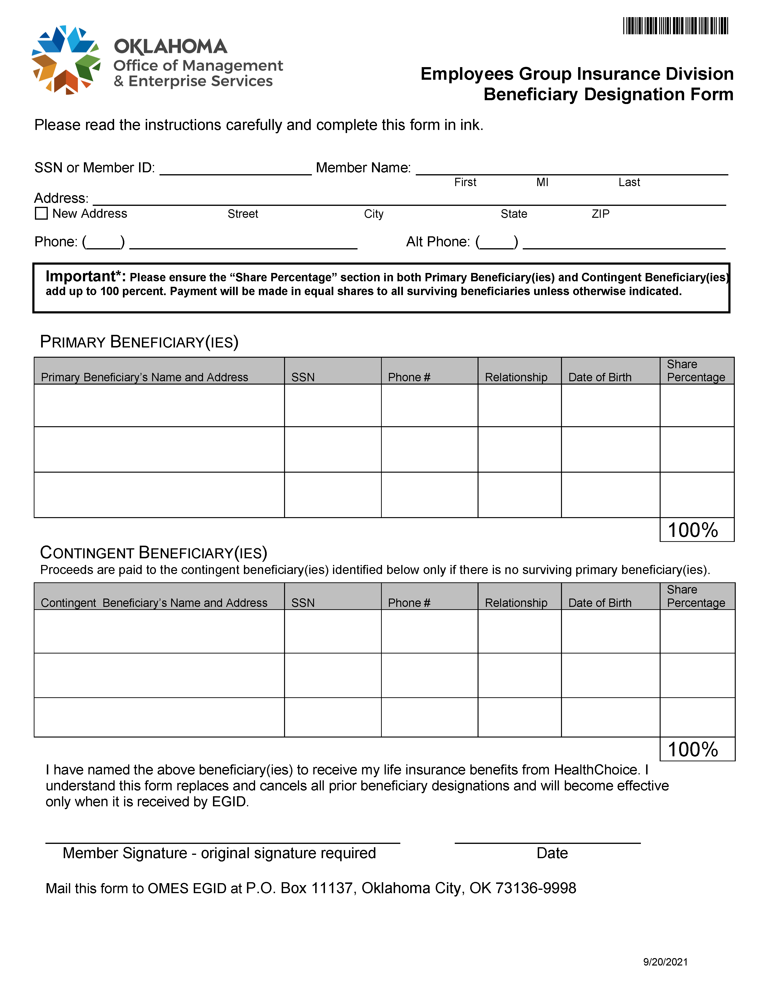 OKLAHOMA
Office of Management
& Enterprise Services
Employees Group Insurance Division
Beneficiary Designation Form
Please read the instructions carefully and complete this form in ink.
SSN or Member ID: ____________________ Member Name: ____________________
First MI Last
Address: ____________________
New Address Street City State ZIP
Phone: (____) ____________________ Alt Phone: (____) ____________________
Important*: Please ensure the “Share Percentage” section in both Primary Beneficiary(ies) and Contingent Beneficiary(ies)
add up to 100 percent. Payment will be made in equal shares to all surviving beneficiaries unless otherwise indicated.
PRIMARY BENEFICIARY(IES)
Primary Beneficiary’s Name and Address SSN Phone # Relationship Date of Birth Share Percentage
100%
CONTINGENT BENEFICIARY(IES)
Proceeds are paid to the contingent beneficiary(ies) identified below only if there is no surviving primary beneficiary(ies).
Contingent Beneficiary’s Name and Address SSN Phone # Relationship Date of Birth Share Percentage
100%
I have named the above beneficiary(ies) to receive my life insurance benefits from HealthChoice. I
understand this form replaces and cancels all prior beneficiary designations and will become effective
only when it is received by EGID.
Member Signature - original signature required Date
Mail this form to OMES EGID at P.O. Box 11137, Oklahoma City, OK 73136-9998
9/20/2021